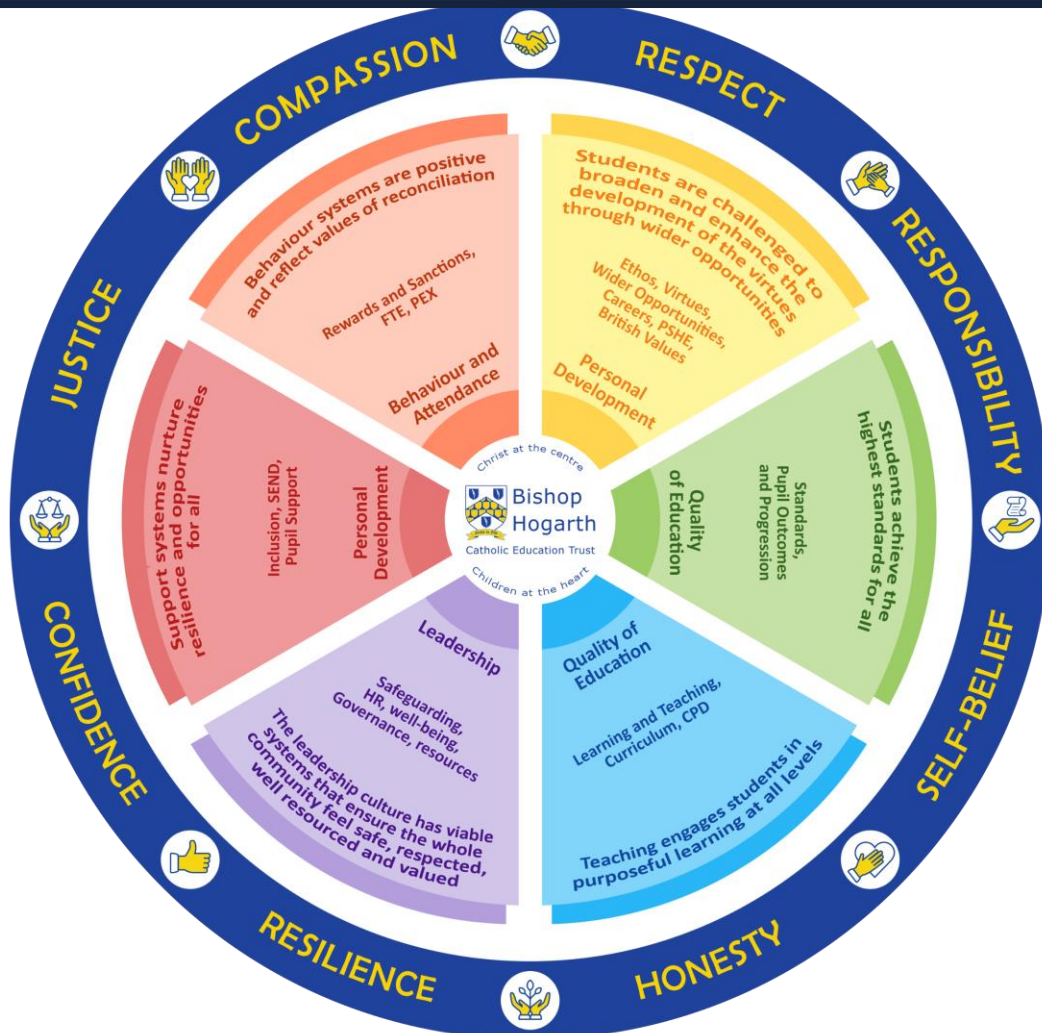 COMPASSION
RESPECT
RESPONSIBILITY
SELF-BELIEF
HONESTY
RESILIENCE
CONFIDENCE
JUSTICE
Behaviour systems are positive
and reflect values of reconciliation
Rewards and Sanctions,
FTE, PEX
Behaviour and
Attendance
Students are challenged to
broaden and enhance the
development of the virtues
through wider opportunities
Ethos, Virtues,
Wider Opportunities,
Careers, PSHE,
British Values
Personal
Development
Students achieve the
highest standards for all
Standards,
Pupil Outcomes
and Progression
Quality
of Education
Quality of
Education
Learning and Teaching,
Curriculum, CPD
Teaching engages students in
purposeful learning at all levels
Leadership
Safeguarding,
HR, well-being,
Governance, resources
The leadership culture has viable
systems that ensure the whole
community feel safe, respected,
well resourced and valued
Support systems nurture
resilience and opportunities
for all
Inclusion, SEND,
Pupil Support
Personal
Development
Christ at the centre
Bishop
Hogarth
Catholic Education Trust
Children at the heart